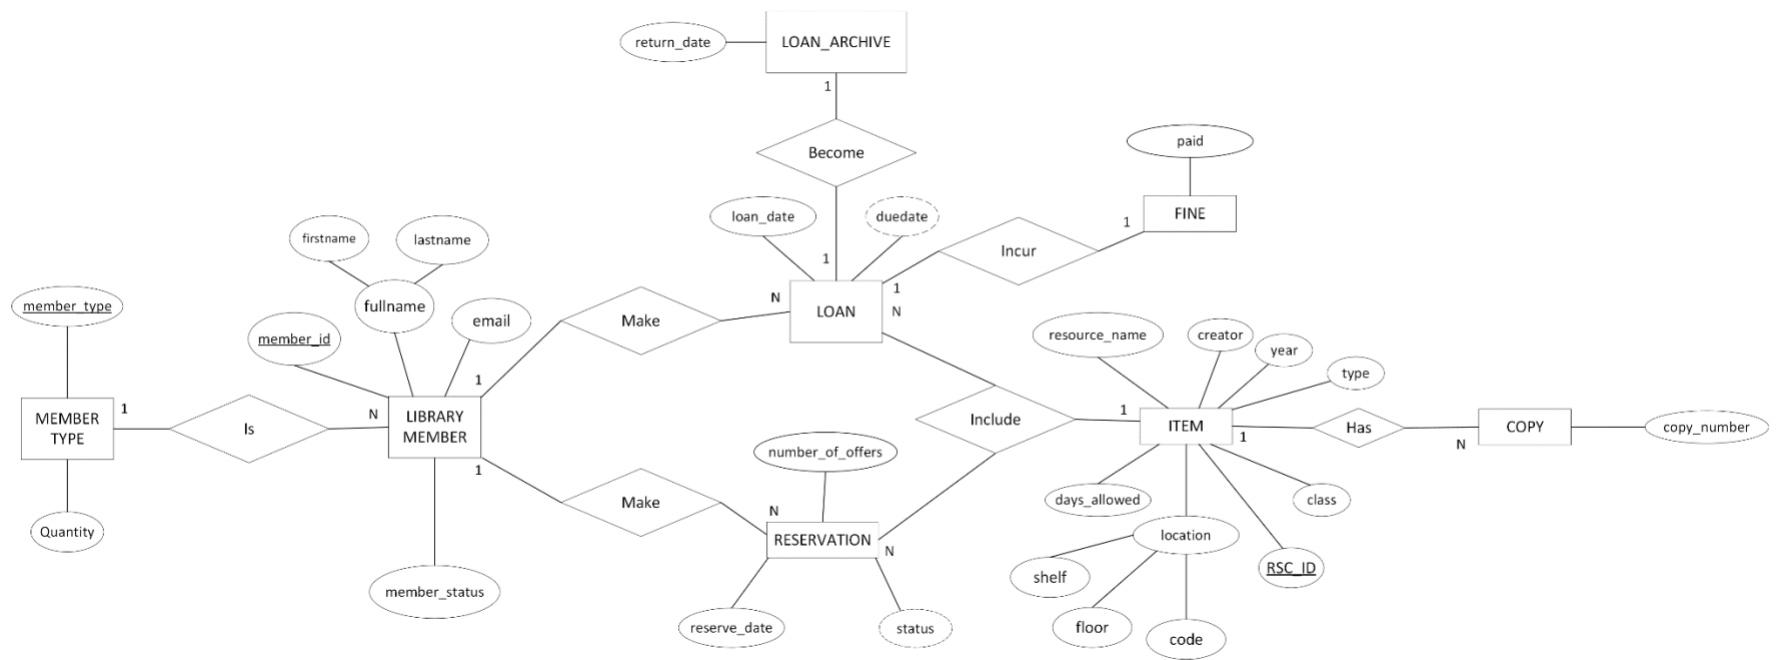 return_date
LOAN_ARCHIVE
1
Become
paid
loan_date
duedate
1
FINE
firstname
lastname
1
Incur
member_type
fullname
email
N
LOAN
1
N
Make
member_id
resource_name
creator
year
type
1
1
N
MEMBER
TYPE
Is
LIBRARY
MEMBER
Include
1
ITEM
1
Has
N
COPY
copy_number
1
number_of_offers
Make
days_allowed
class
Quantity
N
RESERVATION
N
location
RSC_ID
shelf
member_status
reserve_date
status
floor
code